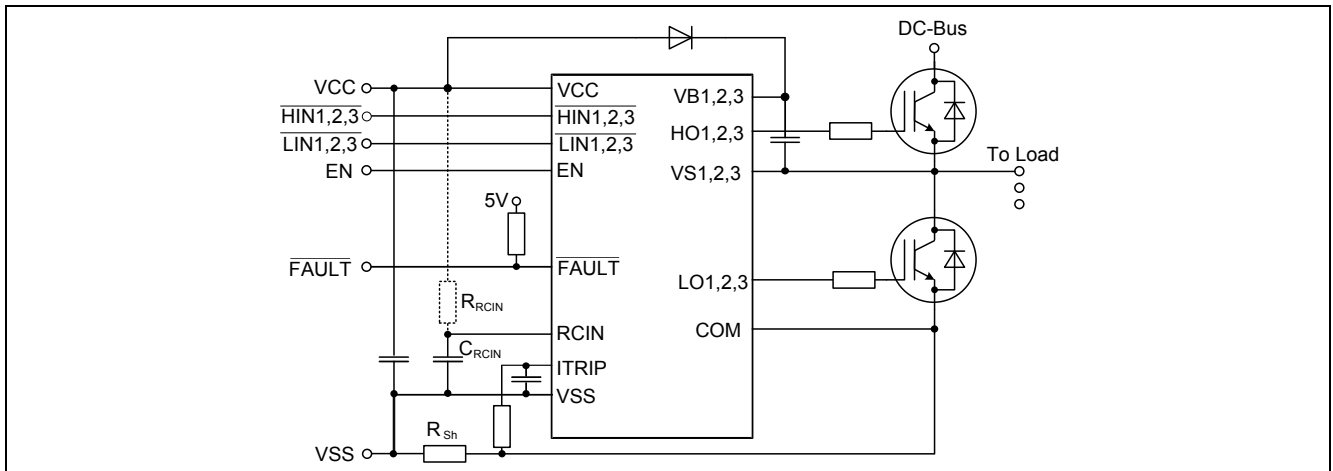 DC-Bus
VCC
VCC
VB1,2,3
HIN1,2,3
HIN1,2,3
HO1,2,3
LIN1,2,3
LIN1,2,3
To Load
EN
EN
VS1,2,3
5V
FAULT
FAULT
LO1,2,3
RRCIN
RCIN
COM
CRCIN
ITRIP
VSS
RSh
VSS